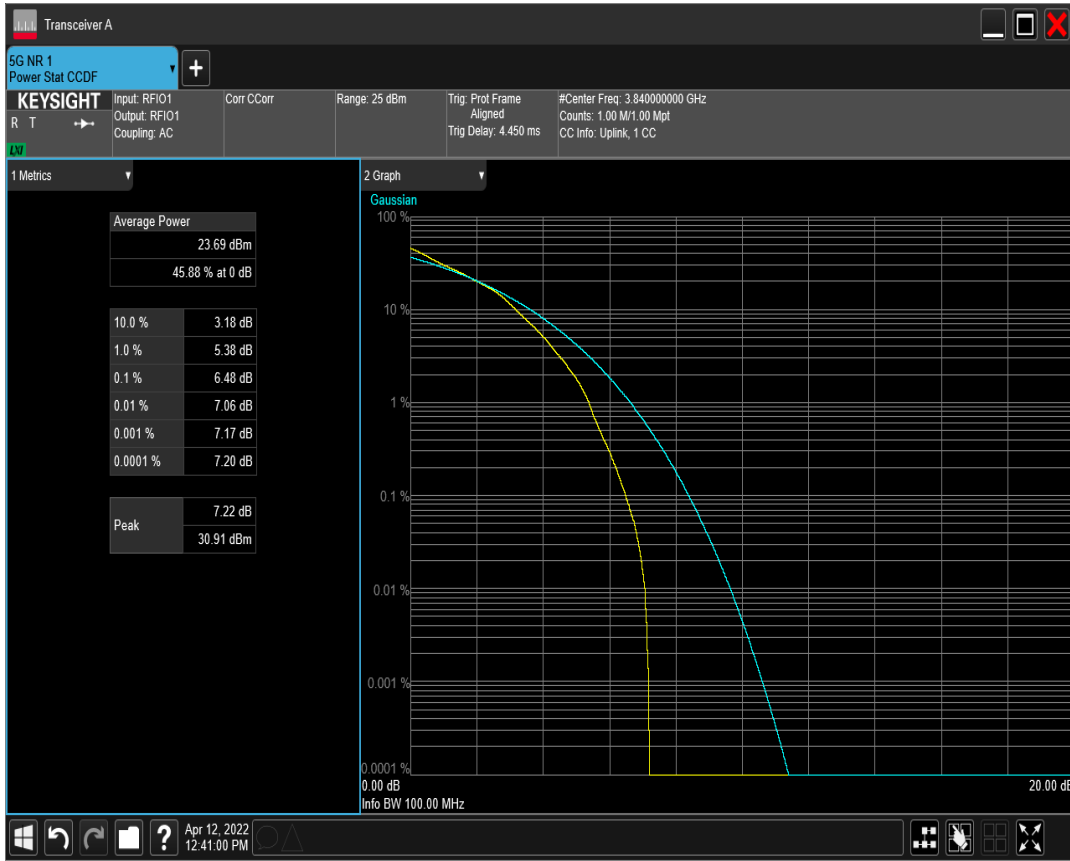 Transceiver A
5G NR 1
Power Stat CCDF
KEYSIGHT
R T
LXI
Input: RFIO1
Output: RFIO1
Coupling: AC
Corr CCorr
Range: 25 dBm
Trig: Prot Frame
Aligned
Trig Delay: 4.450 ms
#Center Freq: 3.840000000 GHz
Counts: 1.00 M/1.00 Mpt
CC Info: Uplink, 1 CC
1 Metrics
Average Power
23.69 dBm
45.88 % at 0 dB
10.0 % 3.18 dB
1.0 % 5.38 dB
0.1 % 6.48 dB
0.01 % 7.06 dB
0.001 % 7.17 dB
0.0001 % 7.20 dB
Peak 7.22 dB
30.91 dBm
2 Graph
Gaussian
100 %
10 %
1 %
0.1 %
0.01 %
0.001 %
0.0001 %
0.00 dB 20.00 dB
Info BW 100.00 MHz
? Apr 12, 2022
12:41:00 PM